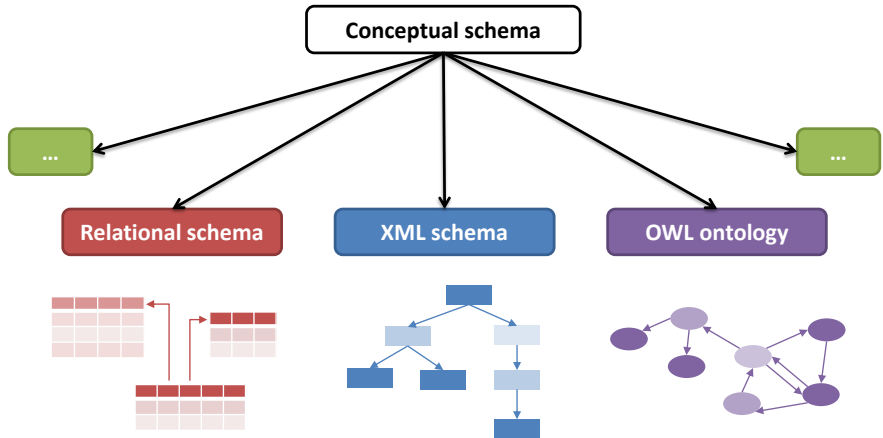 Conceptual schema
...
...
Relational schema
XML schema
OWL ontology